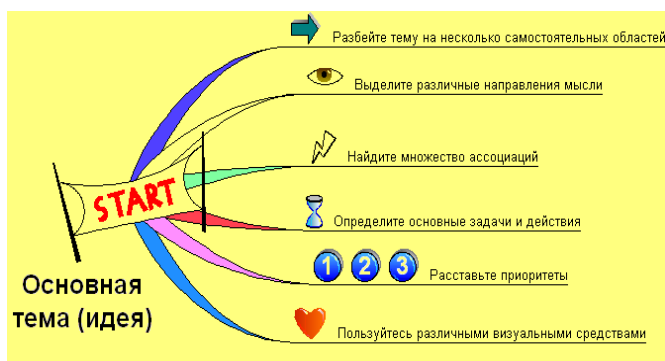 Разбейте тему на несколько самостоятельных областей
Выделите различные направления мысли
Найдите множество ассоциаций
START
Определите основные задачи и действия
1 2 3 Расставьте приоритеты
Основная
тема (идея)
Пользуйтесь различными визуальными средствами